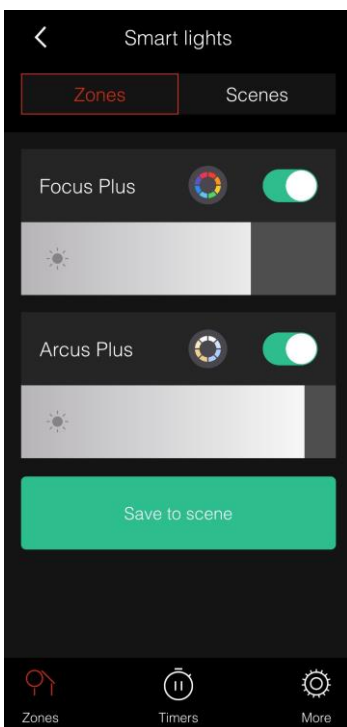 Smart lights
Zones Scenes
Focus Plus
Arcus Plus
Save to scene
Zones Timers More